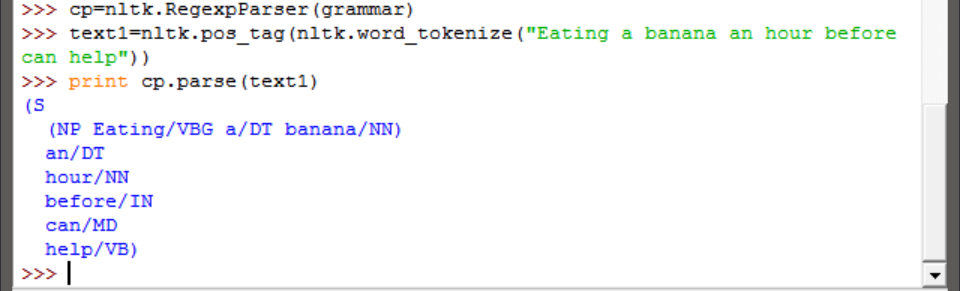 >>> cp=nltk.RegexpParser(grammar)
>>> text1=nltk.pos_tag(nltk.word_tokenize("Eating a banana an hour before
can help"))
>>> print cp.parse(text1)
(S
  (NP Eating/VBG a/DT banana/NN)
  an/DT
  hour/NN
  before/IN
  can/MD
  help/VB)
>>>